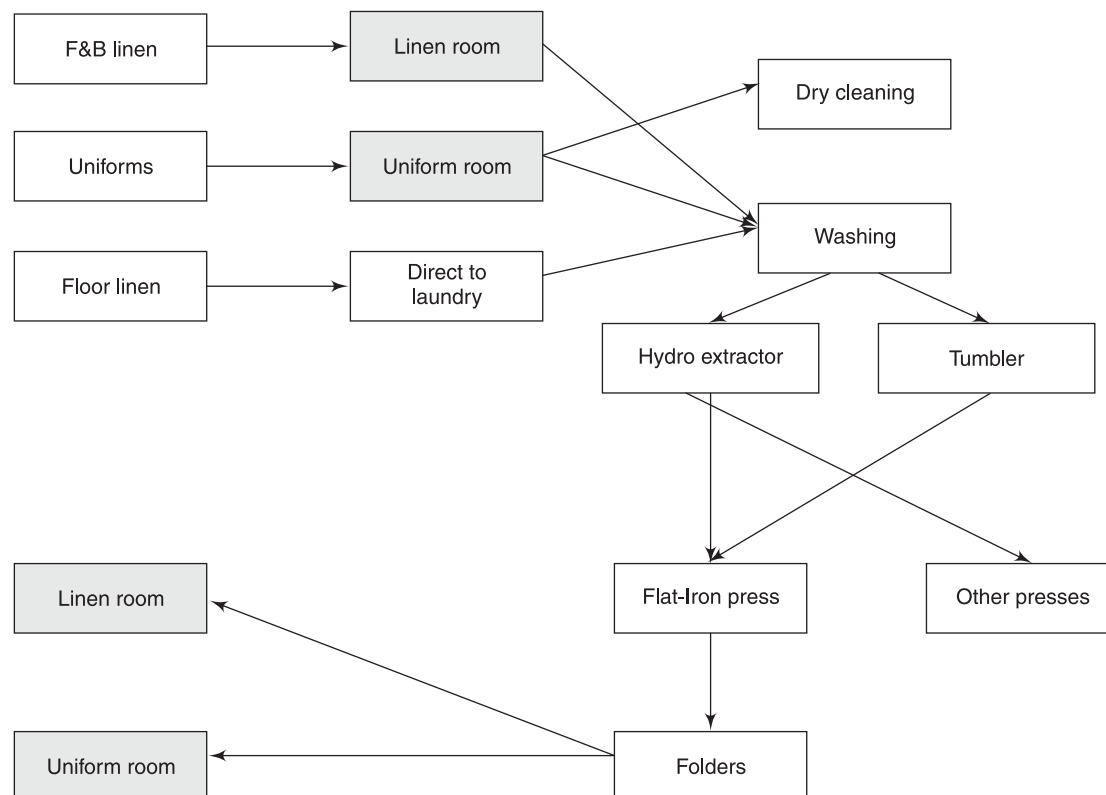 F&B linen
Linen room
Dry cleaning
Uniforms
Uniform room
Washing
Floor linen
Direct to
laundry
Hydro extractor
Tumbler
Linen room
Flat-Iron press
Other presses
Uniform room
Folders